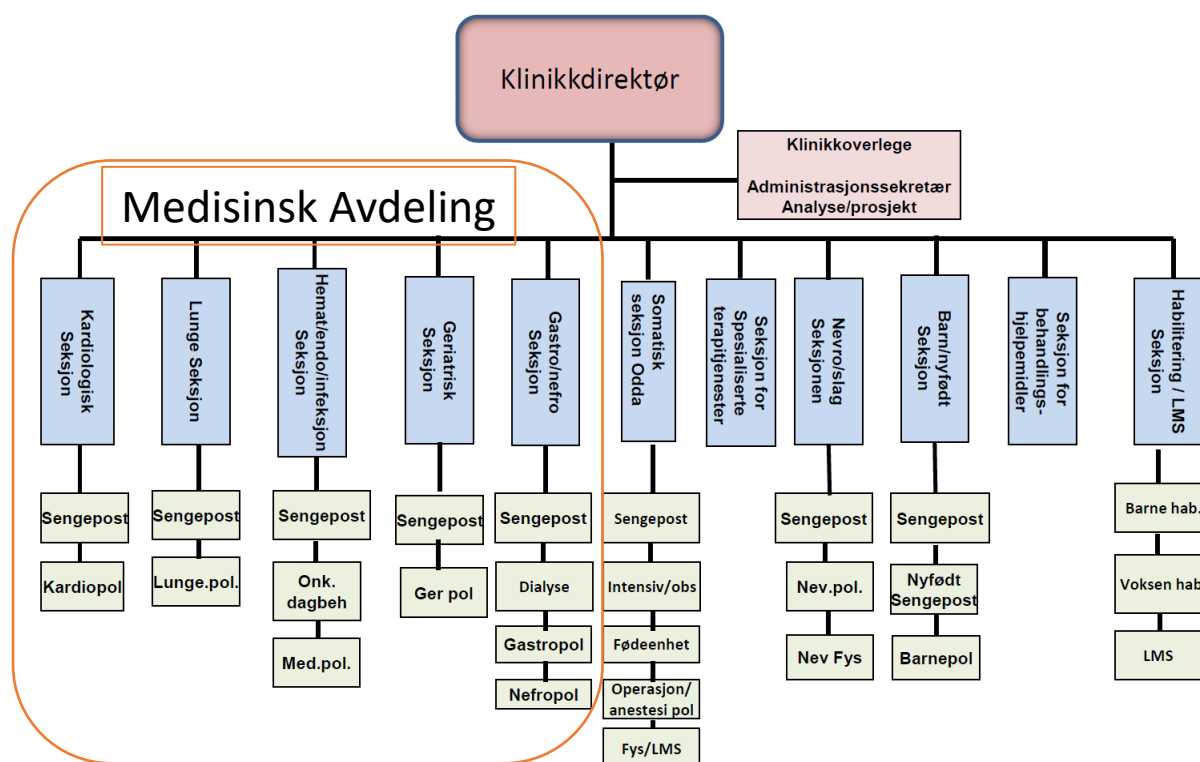 Klinikkdirektør
Klinikkoverlege
Administrasjonssekretær
Analyse/prosjekt
Medisinsk Avdeling
Kardiologisk
Seksjon
Lunge Seksjon
Hemat/endo/infeksjon
Seksjon
Geriatrisk
Seksjon
Gastro/nefro
Seksjon
Somatisk
seksjon Odda
Seksjon for
Spesialiserte
terapitjenester
Nevro/slag
Seksjonen
Barn/nyfødt
Seksjon
Seksjon for
behandlings-
hjelpemidler
Habilitering / LMS
Seksjon
Sengepost
Kardiopol
Sengepost
Lunge.pol.
Sengepost
Onk.
dagbeh
Med.pol.
Sengepost
Ger pol
Sengepost
Dialyse
Gastropol
Nefropol
Sengepost
Intensiv/obs
Fødeenhet
Operasjon/
anestesi pol
Fys/LMS
Sengepost
Nev.pol.
Nev Fys
Sengepost
Nyfødt
Sengepost
Barnepol
Barne hab.
Voksen hab
LMS